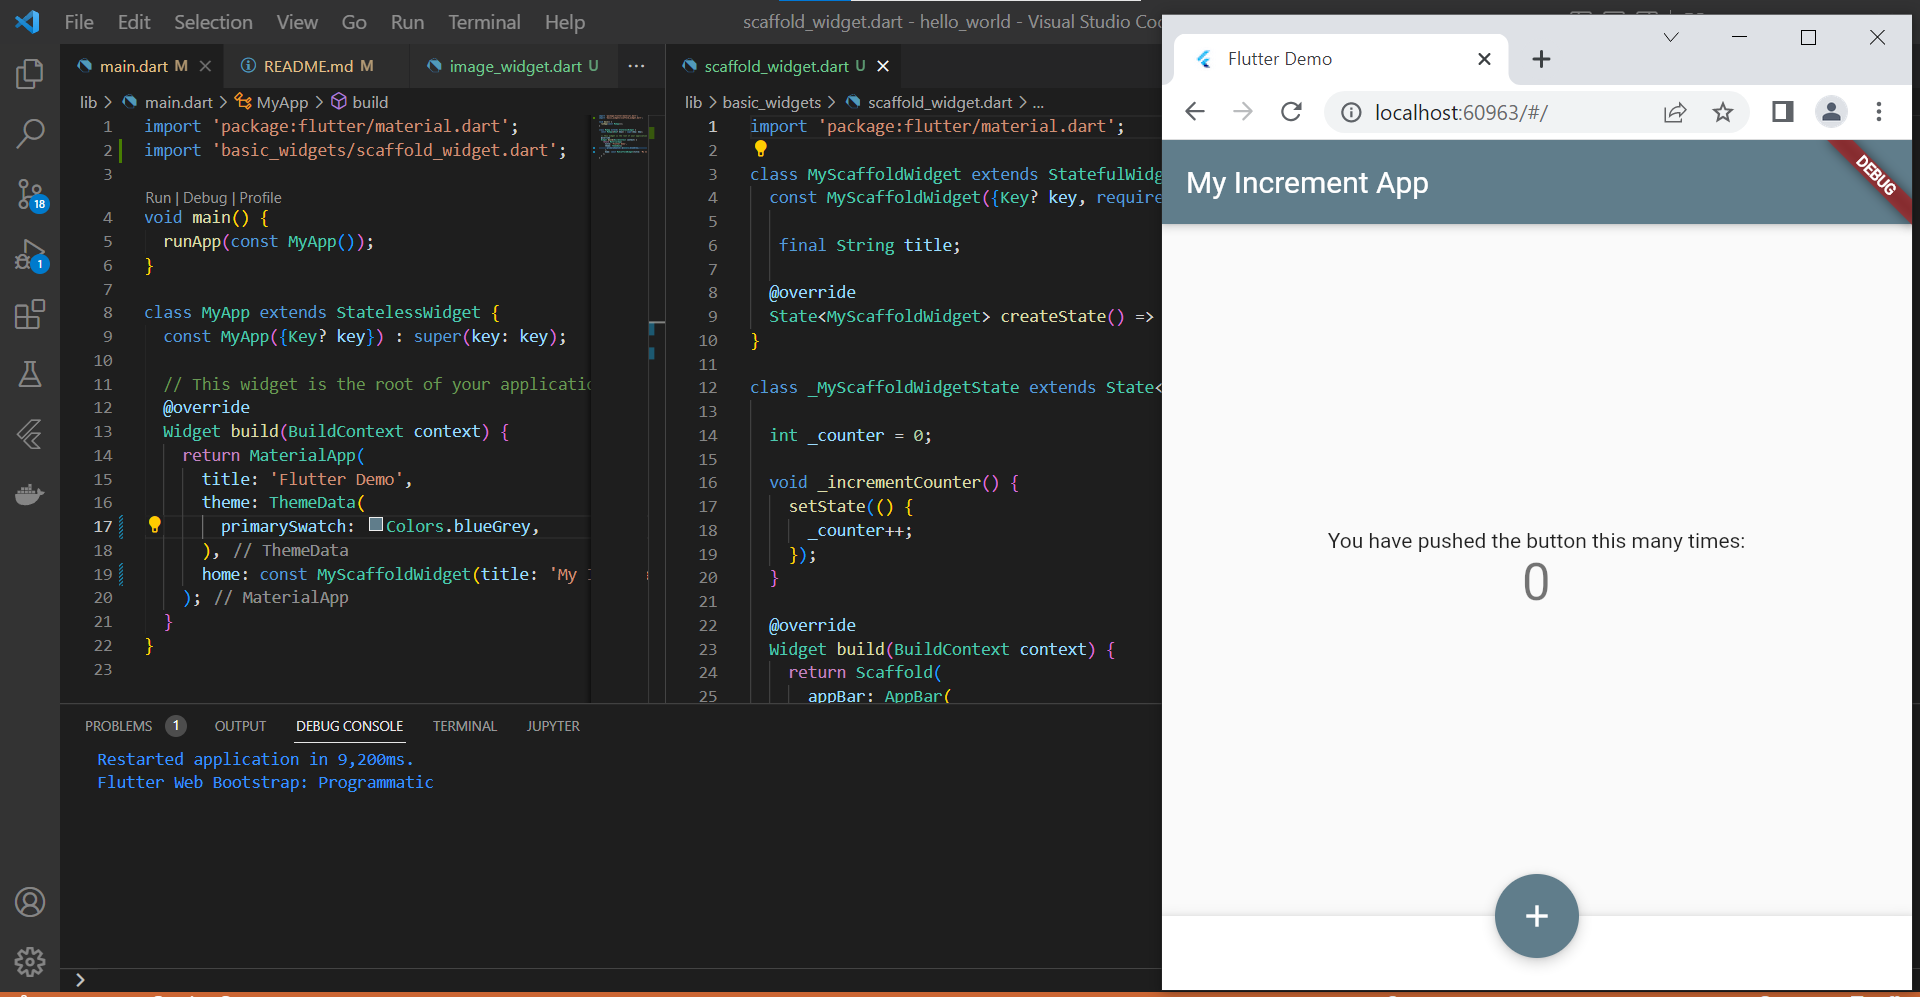 File Edit Selection View Go Run Terminal Help
scaffold_widget.dart - hello_world - Visual Studio
main.dart M
README.md M
image_widget.dart U
lib > main.dart > MyApp > build
1 import 'package:flutter/material.dart';
2 import 'basic_widgets/scaffold_widget.dart';
3
Run | Debug | Profile
4 void main() {
5 runApp(const MyApp());
6 }
7
8 class MyApp extends StatelessWidget {
9 const MyApp({Key? key}) : super(key: key);
10
11 // This widget is the root of your
12 @override
13 Widget build(BuildContext context) {
14 return MaterialApp(
15 title: 'Flutter Demo',
16 theme: ThemeData(
17 primarySwatch: Colors.blueGrey,
18 ), // ThemeData
19 home: const MyScaffoldWidget(title: 'My
20 ); // MaterialApp
21 }
22 }
23
scaffold_widget.dart U
lib > basic_widgets > scaffold_widget.dart > ...
1 import 'package:flutter/material.dart';
2
3 class MyScaffoldWidget extends
4 const MyScaffoldWidget({Key? key,
5
6 final String title;
7
8 @override
9 State<MyScaffoldWidget> createState() =>
10 }
11
12 class _MyScaffoldWidgetState extends State<
13
14 int _counter = 0;
15
16 void _incrementCounter() {
17 setState(() {
18 _counter++;
19 });
20 }
21
22 @override
23 Widget build(BuildContext context) {
24 return Scaffold(
25 appBar: AppBar(
PROBLEMS 1 OUTPUT DEBUG CONSOLE TERMINAL JUPYTER
Restarted application in 9,200ms.
Flutter Web Bootstrap: Programmatic
18
1
Flutter Demo
localhost:60963/#/
My Increment App
DEBUG
You have pushed the button this many times:
0
+